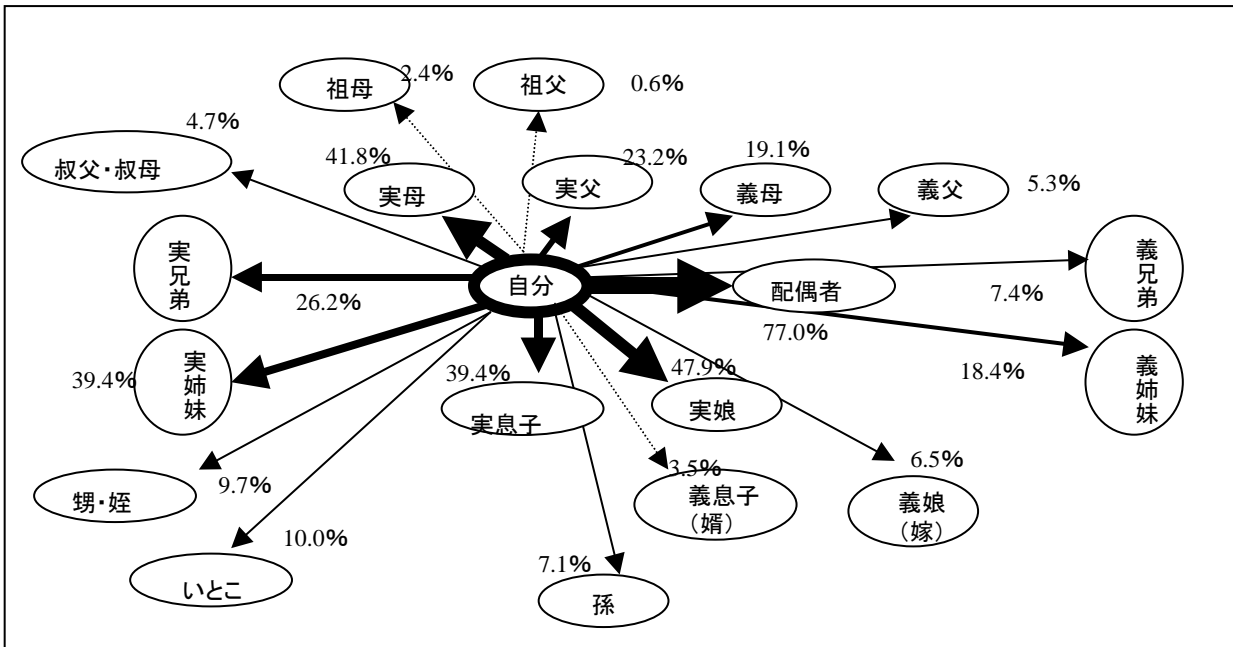 祖母
2.4%
祖父
0.6%
叔父・叔母
4.7%
実母
41.8%
実父
23.2%
義母
19.1%
義父
5.3%
実兄弟
26.2%
自分
配偶者
77.0%
義兄弟
7.4%
実姉妹
39.4%
実息子
39.4%
実娘
47.9%
義姉妹
18.4%
甥・姪
9.7%
いとこ
10.0%
孫
7.1%
義息子
（婿）
3.5%
義娘
（嫁）
6.5%